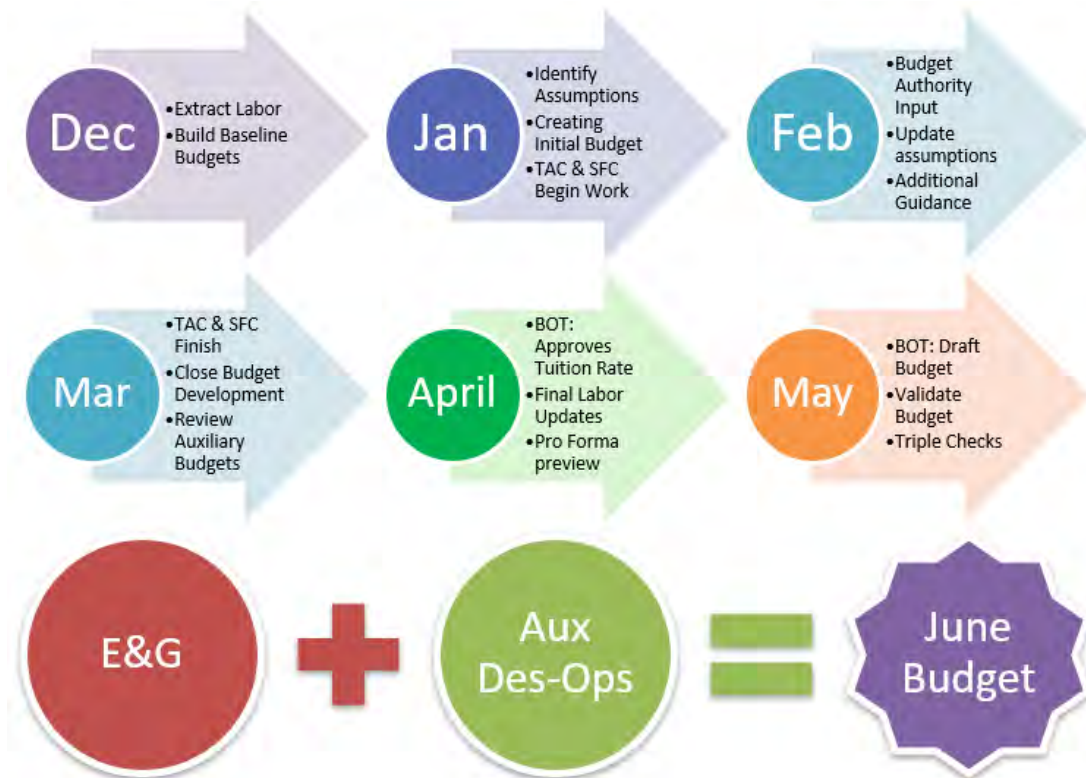 Dec
•Extract Labor
•Build Baseline
Budgets
Jan
•Identify
Assumptions
•Creating
Initial Budget
•TAC & SFC
Begin Work
Feb
•Budget
Authority
Input
•Update
assumptions
•Additional
Guidance
Mar
•TAC & SFC
Finish
•Close Budget
Development
•Review
Auxiliary
Budgets
April
•BOT:
Approves
Tuition Rate
•Final Labor
Updates
•Pro Forma
preview
May
•BOT: Draft
Budget
•Validate
Budget
•Triple Checks
E&G
Aux
Des-Ops
June
Budget